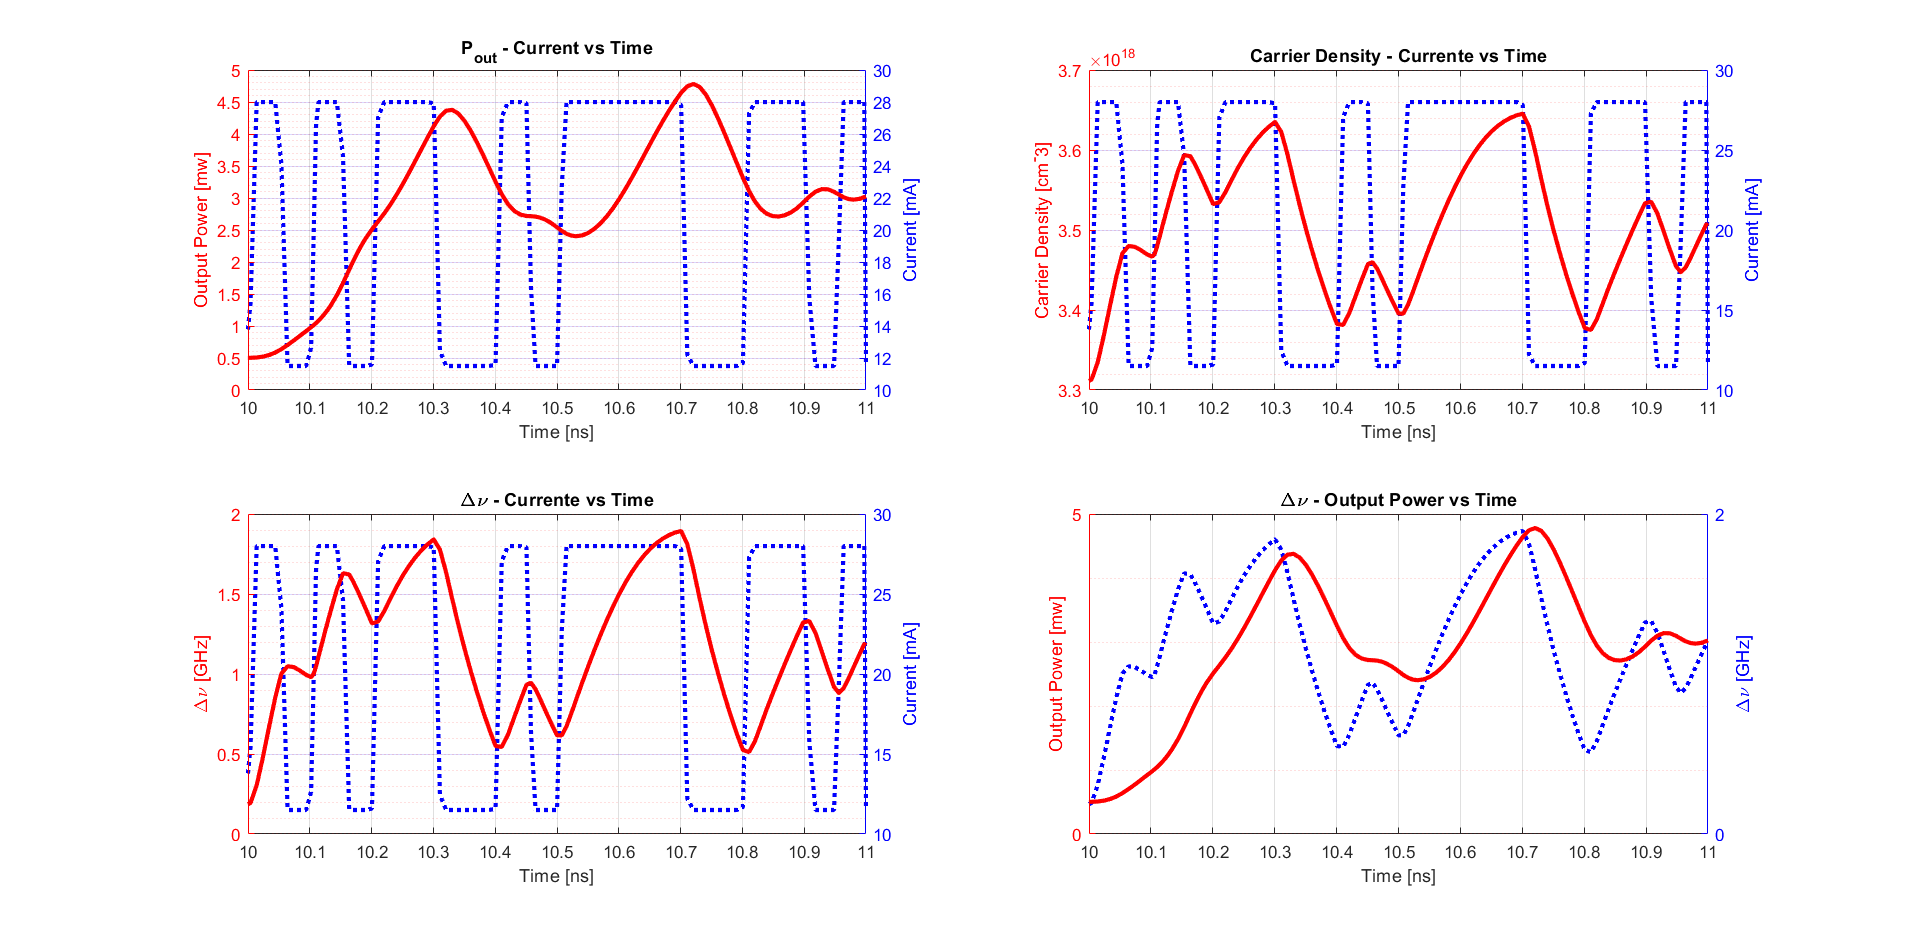 P_out - Current vs Time
5
4.5
4
3.5
3
2.5
2
1.5
1
0.5
0
Output Power [mw]
30
28
26
24
22
20
18
16
14
12
10
Current [mA]
10 10.1 10.2 10.3 10.4 10.5 10.6 10.7 10.8 10.9 11
Time [ns]
Carrier Density - Currente vs Time
×10^18
3.7
3.6
3.5
3.4
3.3
Carrier Density [cm^-3]
30
25
20
15
10
Current [mA]
10 10.1 10.2 10.3 10.4 10.5 10.6 10.7 10.8 10.9 11
Time [ns]
Δν - Currente vs Time
2
1.5
1
0.5
0
Δν [GHz]
30
25
20
15
10
Current [mA]
10 10.1 10.2 10.3 10.4 10.5 10.6 10.7 10.8 10.9 11
Time [ns]
Δν - Output Power vs Time
5
0
Output Power [mw]
2
0
Δν [GHz]
10 10.1 10.2 10.3 10.4 10.5 10.6 10.7 10.8 10.9 11
Time [ns]